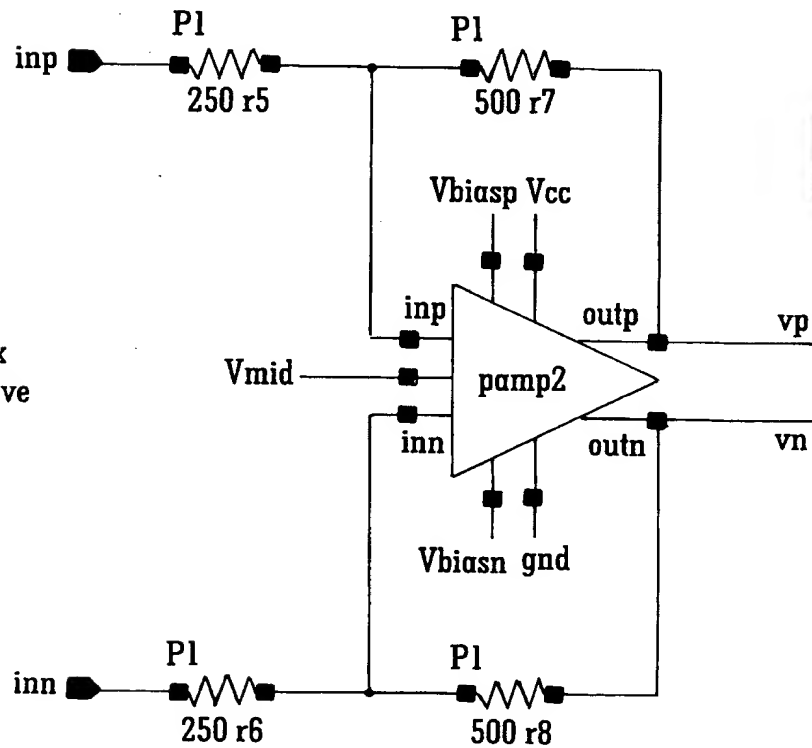 P1
P1
inp
250 r5
500 r7
Vbiasp Vcc
inp
outp
vp
x
Vmid
pamp2
ve
inn
outn
vn
Vbiasn gnd
P1
P1
inn
250 r6
500 r8